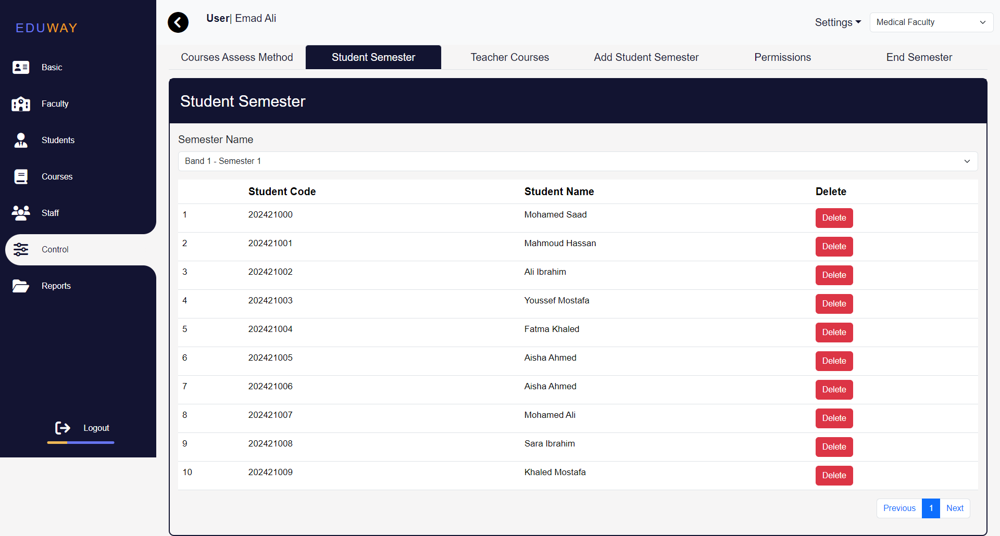 EDUWAY
Basic
Faculty
Students
Courses
Staff
Control
Reports
Logout
User| Emad Ali
Settings
Medical Faculty
Courses Assess Method
Student Semester
Teacher Courses
Add Student Semester
Permissions
End Semester
Student Semester
Semester Name
Band 1 - Semester 1
Student Code Student Name Delete
1 202421000 Mohamed Saad Delete
2 202421001 Mahmoud Hassan Delete
3 202421002 Ali Ibrahim Delete
4 202421003 Youssef Mostafa Delete
5 202421004 Fatma Khaled Delete
6 202421005 Aisha Ahmed Delete
7 202421006 Aisha Ahmed Delete
8 202421007 Mohamed Ali Delete
9 202421008 Sara Ibrahim Delete
10 202421009 Khaled Mostafa Delete
Previous 1 Next